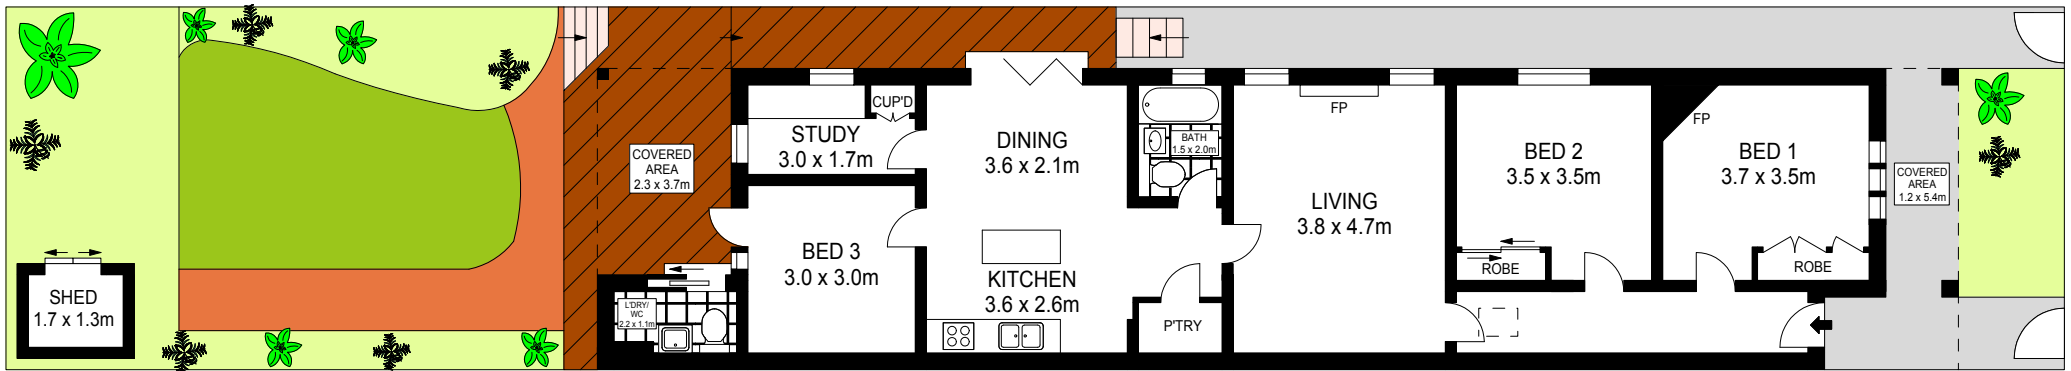 SHED
1.7 x 1.3m
COVERED
AREA
2.3 x 3.7m
L'DRY/
WC
2.2 x 1.1m
STUDY
3.0 x 1.7m
CUP'D
BED 3
3.0 x 3.0m
DINING
3.6 x 2.1m
KITCHEN
3.6 x 2.6m
BATH
1.5 x 2.0m
P'TRY
FP
LIVING
3.8 x 4.7m
BED 2
3.5 x 3.5m
ROBE
FP
BED 1
3.7 x 3.5m
ROBE
COVERED
AREA
1.2 x 5.4m